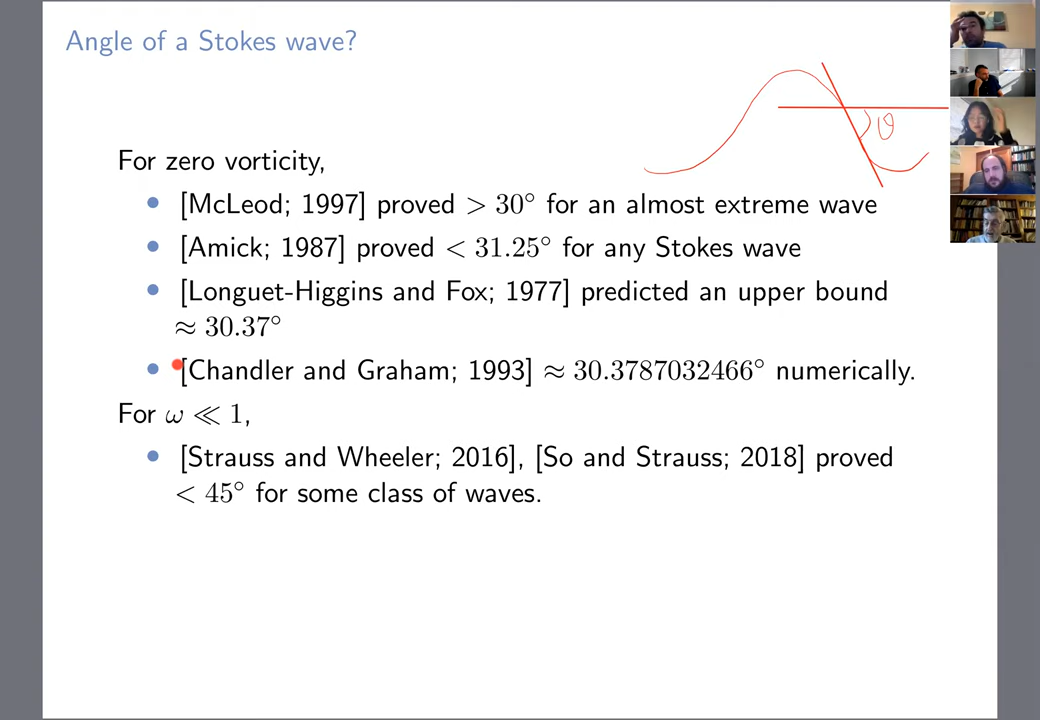 Angle of a Stokes wave?
θ
For zero vorticity,
• [McLeod; 1997] proved > 30° for an almost extreme wave
• [Amick; 1987] proved < 31.25° for any Stokes wave
• [Longuet-Higgins and Fox; 1977] predicted an upper bound
≈ 30.37°
• [Chandler and Graham; 1993] ≈ 30.3787032466° numerically.
For ω ≪ 1,
• [Strauss and Wheeler; 2016], [So and Strauss; 2018] proved
< 45° for some class of waves.